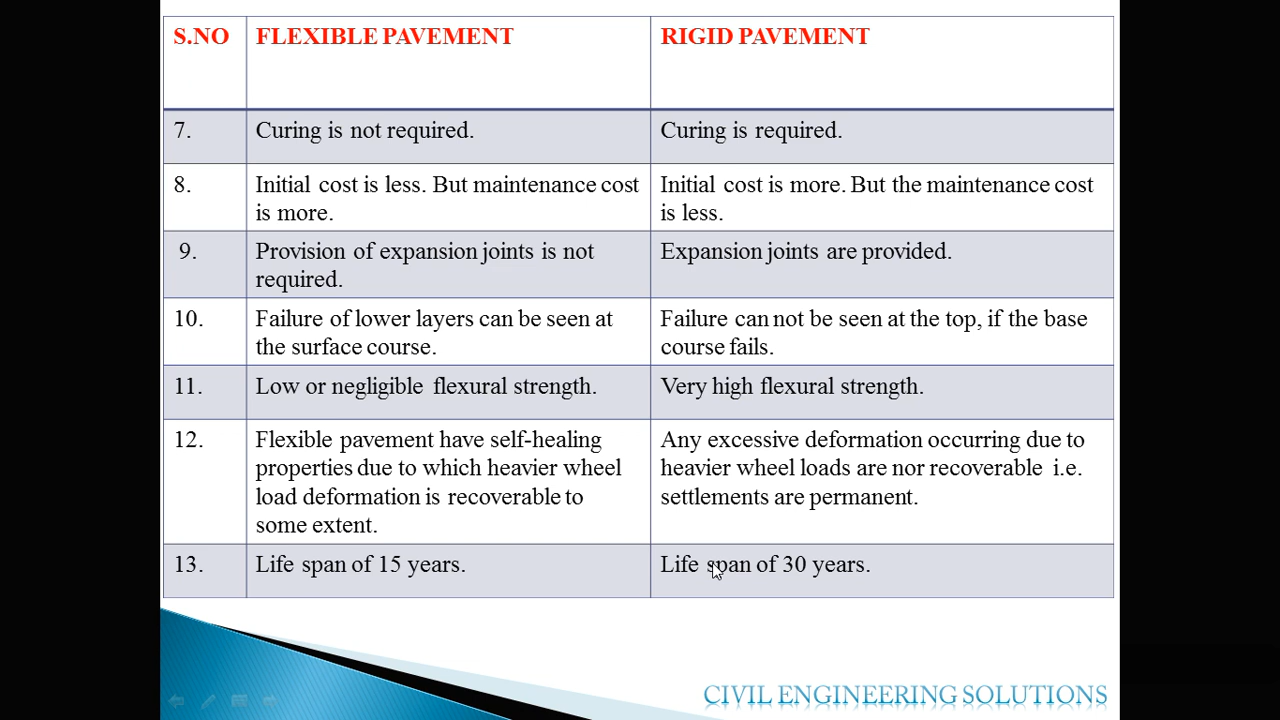 S.NO FLEXIBLE PAVEMENT RIGID PAVEMENT
7. Curing is not required. Curing is required.
8. Initial cost is less. But maintenance cost Initial cost is more. But the maintenance cost
is more. is less.
9. Provision of expansion joints is not Expansion joints are provided.
required.
10. Failure of lower layers can be seen at Failure can not be seen at the top, if the base
the surface course. course fails.
11. Low or negligible flexural strength. Very high flexural strength.
12. Flexible pavement have self-healing Any excessive deformation occurring due to
properties due to which heavier wheel heavier wheel loads are nor recoverable i.e.
load deformation is recoverable to settlements are permanent.
some extent.
13. Life span of 15 years. Life span of 30 years.
CIVIL ENGINEERING SOLUTIONS